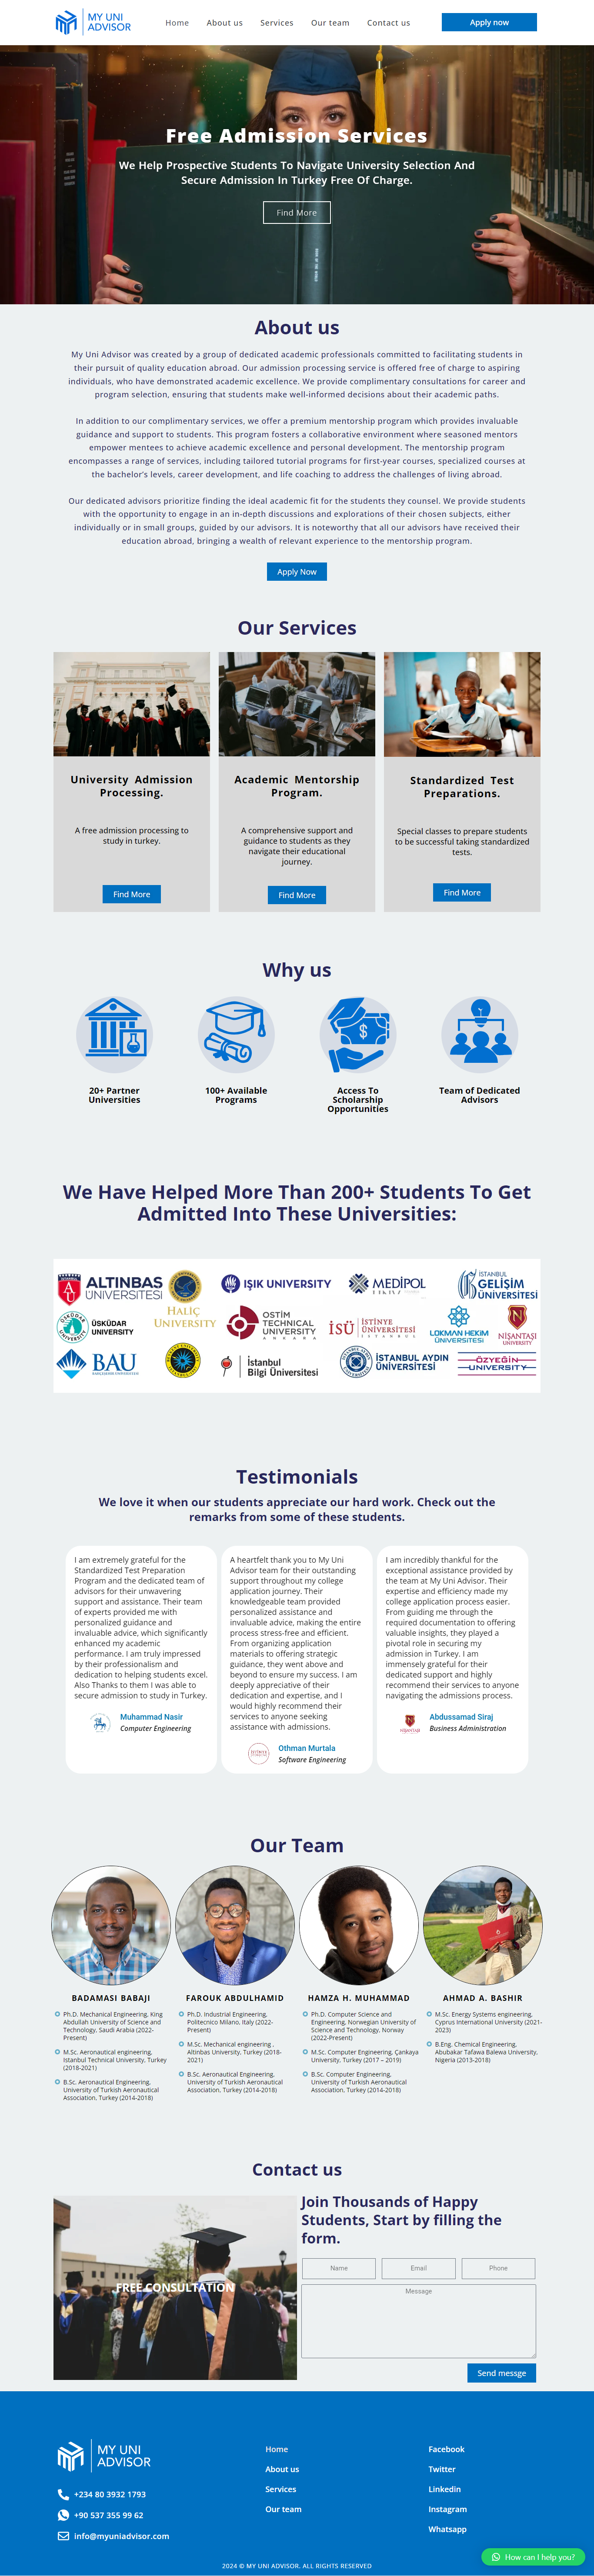 MY UNI
ADVISOR
Home
About us
Services
Our team
Contact us
Apply now
Free Admission Services
We Help Prospective Students To Navigate University Selection And
Secure Admission In Turkey Free Of Charge.
Find More
About us
My Uni Advisor was created by a group of dedicated academic professionals committed to facilitating students in
their pursuit of quality education abroad. Our admission processing service is offered free of charge to aspiring
individuals, who have demonstrated academic excellence. We provide complimentary consultations for career and
program selection, ensuring that students make well-informed decisions about their academic paths.
In addition to our complimentary services, we offer a premium mentorship program which provides invaluable
guidance and support to students. This program fosters a collaborative environment where seasoned mentors
empower mentees to achieve academic excellence and personal development. The mentorship program
encompasses a range of services, including tailored tutorial programs for first-year courses, specialized courses at
the bachelor's levels, career development, and life coaching to address the challenges of living abroad.
Our dedicated advisors prioritize finding the ideal academic fit for the students they counsel. We provide students
with the opportunity to engage in an in-depth discussions and explorations of their chosen subjects, either
individually or in small groups, guided by our advisors. It is noteworthy that all our advisors have received their
education abroad, bringing a wealth of relevant experience to the mentorship program.
Apply Now
Our Services
University Admission
Processing.
A free admission processing to
study in turkey.
Find More
Academic Mentorship
Program.
A comprehensive support and
guidance to students as they
navigate their educational
journey.
Find More
Standardized Test
Preparations.
Special classes to prepare students
to be successful taking standardized
tests.
Find More
Why us
20+ Partner
Universities
100+ Available
Programs
Access To
Scholarship
Opportunities
Team of Dedicated
Advisors
We Have Helped More Than 200+ Students To Get
Admitted Into These Universities:
ALTINBAS
UNIVERSITESI
HALİÇ
UNIVERSITY
IŞIK UNIVERSITY
MEDİPOL
İSTANBUL
GELİŞİM
ÜNİVERSİTESİ
ÜSKÜDAR
UNIVERSITY
OSTİM
TECHNICAL
UNIVERSITY
ANKARA
İSÜ
İSTİNYE
ÜNİVERSİTESİ
İSTANBUL
LOKMAN HEKİM
ÜNİVERSİTESİ
NİŞANTAŞI
UNIVERSITY
BAU
İstanbul
Bilgi Üniversitesi
İSTANBUL AYDIN
ÜNİVERSİTESİ
ÖZYEĞİN
UNIVERSITY
Testimonials
We love it when our students appreciate our hard work. Check out the
remarks from some of these students.
I am extremely grateful for the
Standardized Test Preparation
Program and the dedicated team of
advisors for their unwavering
support and assistance. Their team
of experts provided me with
personalized guidance and
invaluable advice, which significantly
enhanced my academic
performance. I am truly impressed
by their professionalism and
dedication to helping students excel.
Also Thanks to them I was able to
secure admission to study in Turkey.
Muhammad Nasir
Computer Engineering
A heartfelt thank you to My Uni
Advisor team for their outstanding
support throughout my college
application journey. Their
knowledgeable team provided
personalized assistance and
invaluable advice, making the entire
process stress-free and efficient.
From organizing application
materials to offering strategic
guidance, they went above and
beyond to ensure my success. I am
deeply appreciative of their
dedication and expertise, and I
would highly recommend their
services to anyone seeking
assistance with admissions.
Othman Murtala
Software Engineering
I am incredibly thankful for the
exceptional assistance provided by
the team at My Uni Advisor. Their
expertise and efficiency made my
college application process easier.
From guiding me through the
required documentation to offering
valuable insights, they played a
pivotal role in securing my
admission in Turkey. I am
immensely grateful for their
dedicated support and highly
recommend their services to anyone
navigating the admissions process.
Abdussamad Siraj
Business Administration
Our Team
BADAMASI BABAJI
Ph.D. Mechanical Engineering, King
Abdullah University of Science and
Technology, Saudi Arabia (2022-
Present)
M.Sc. Aeronautical engineering,
Istanbul Technical University, Turkey
(2018-2021)
B.Sc. Aeronautical Engineering,
University of Turkish Aeronautical
Association, Turkey (2014-2018)
FAROUK ABDULHAMID
Ph.D. Industrial Engineering,
Politecnico Milano, Italy (2022-
Present)
M.Sc. Mechanical engineering ,
Altinbas University, Turkey (2018-
2021)
B.Sc. Aeronautical Engineering,
University of Turkish Aeronautical
Association, Turkey (2014-2018)
HAMZA H. MUHAMMAD
Ph.D. Computer Science and
Engineering, Norwegian University of
Science and Technology, Norway
(2022-Present)
M.Sc. Computer Engineering, Çankaya
University, Turkey (2017 – 2019)
B.Sc. Computer Engineering,
University of Turkish Aeronautical
Association, Turkey (2014-2018)
AHMAD A. BASHIR
M.Sc. Energy Systems engineering,
Cyprus International University (2021-
2023)
B.Eng. Chemical Engineering,
Abubakar Tafawa Balewa University,
Nigeria (2013-2018)
Contact us
FREE CONSULTATION
Join Thousands of Happy
Students, Start by filling the
form.
Name
Email
Phone
Message
Send messge
MY UNI
ADVISOR
+234 80 3932 1793
+90 537 355 99 62
info@myuniadvisor.com
Home
About us
Services
Our team
Facebook
Twitter
Linkedin
Instagram
Whatsapp
How can I help you?
2024 © MY UNI ADVISOR. ALL RIGHTS RESERVED